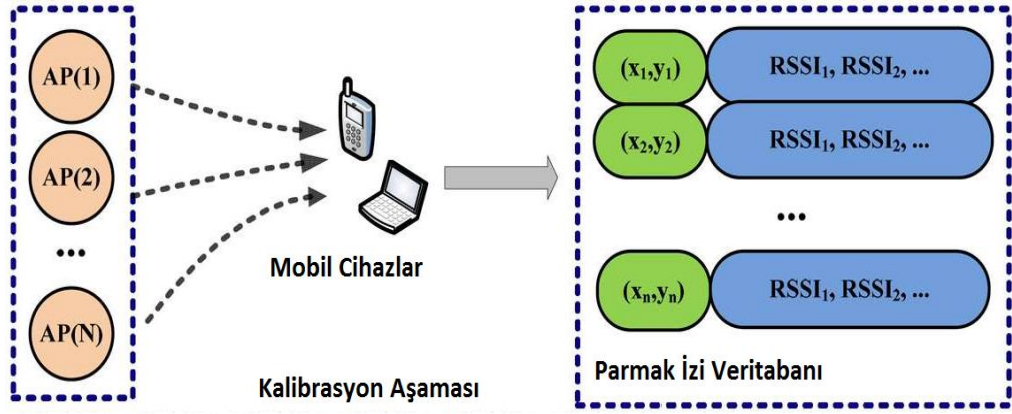 AP(1)
AP(2)
...
AP(N)
Mobil Cihazlar
Kalibrasyon Aşaması
(x₁,y₁) RSSI₁, RSSI₂, ...
(x₂,y₂) RSSI₁, RSSI₂, ...
...
(xₙ,yₙ) RSSI₁, RSSI₂, ...
Parmak İzi Veritabanı